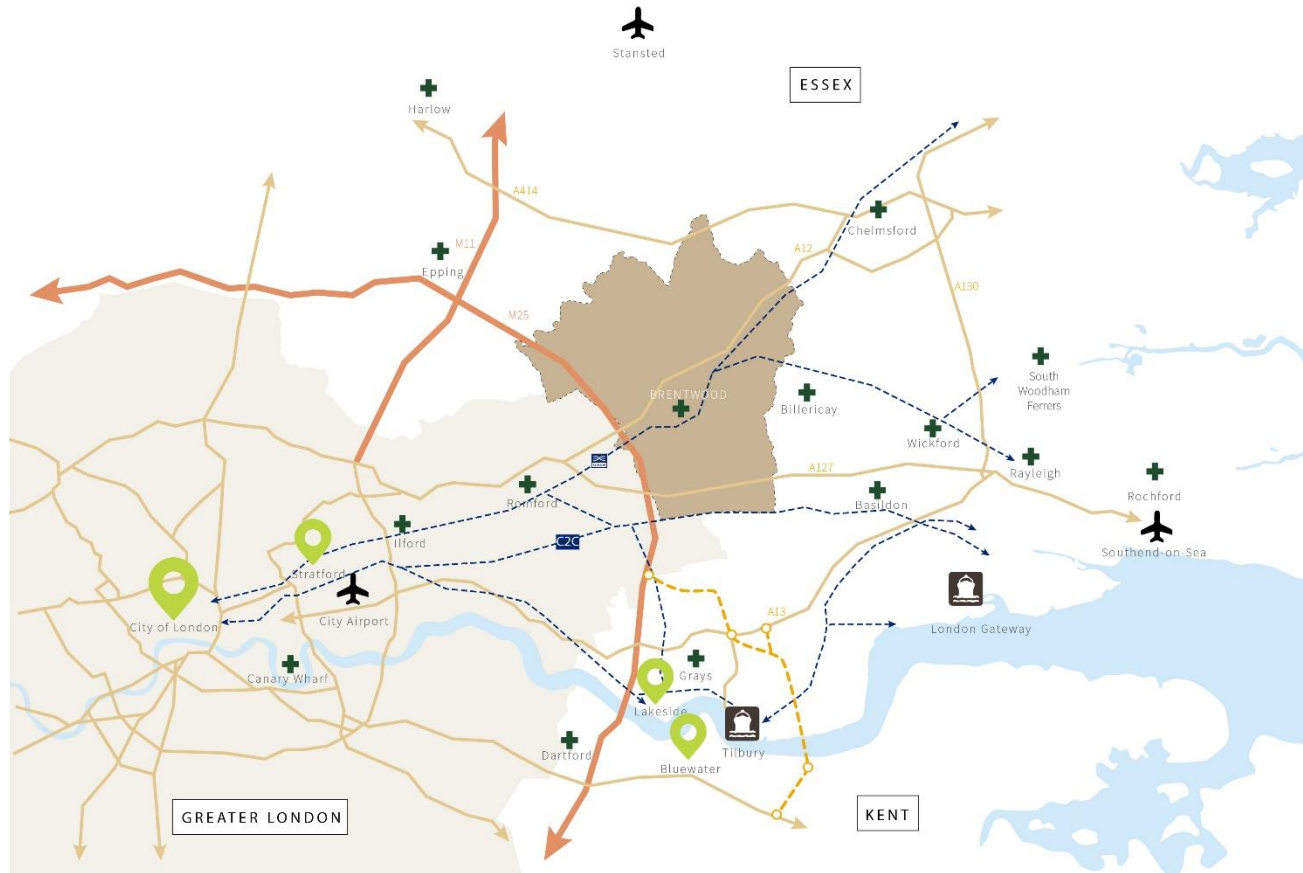 Stansted
ESSEX
Harlow
A414
Chelmsford
M11
A12
Epping
A130
M25
South
Woodham
Ferrers
BRENTWOOD
Billericay
Wickford
Rayleigh
A127
Romford
Basildon
Rochford
Ilford
C2C
Southend-on-Sea
Stratford
City of London
City Airport
A13
London Gateway
Canary Wharf
Grays
Lakeside
Dartford
Bluewater
Tilbury
GREATER LONDON
KENT